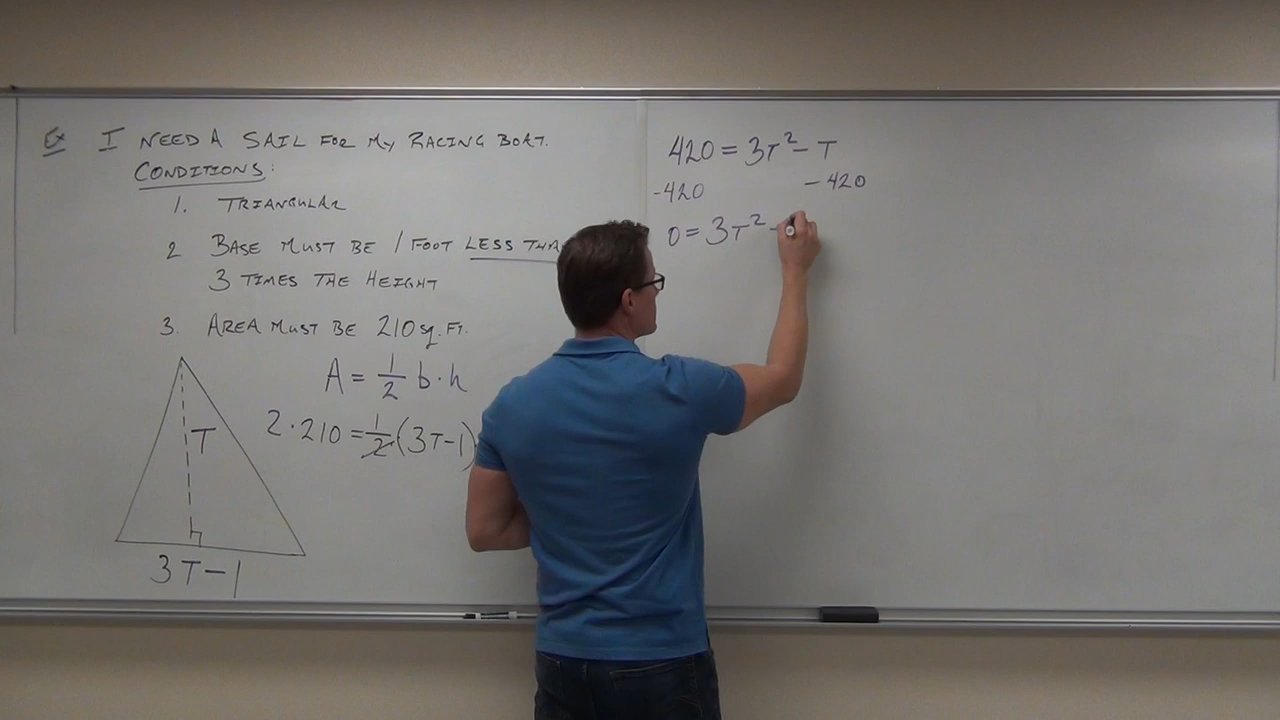 Ex I NEED A SAIL FOR MY RACING BOAT.
CONDITIONS:
1. TRIANGULAR
2 BASE MUST BE 1 FOOT LESS
3 TIMES THE HEIGHT
3. AREA MUST BE 210 sq. FT.
A = 1/2 b·h
2·210 = 1/2 (3T-1)
T
3T-1
420 = 3T² - T
-420 -420
0 = 3T² -